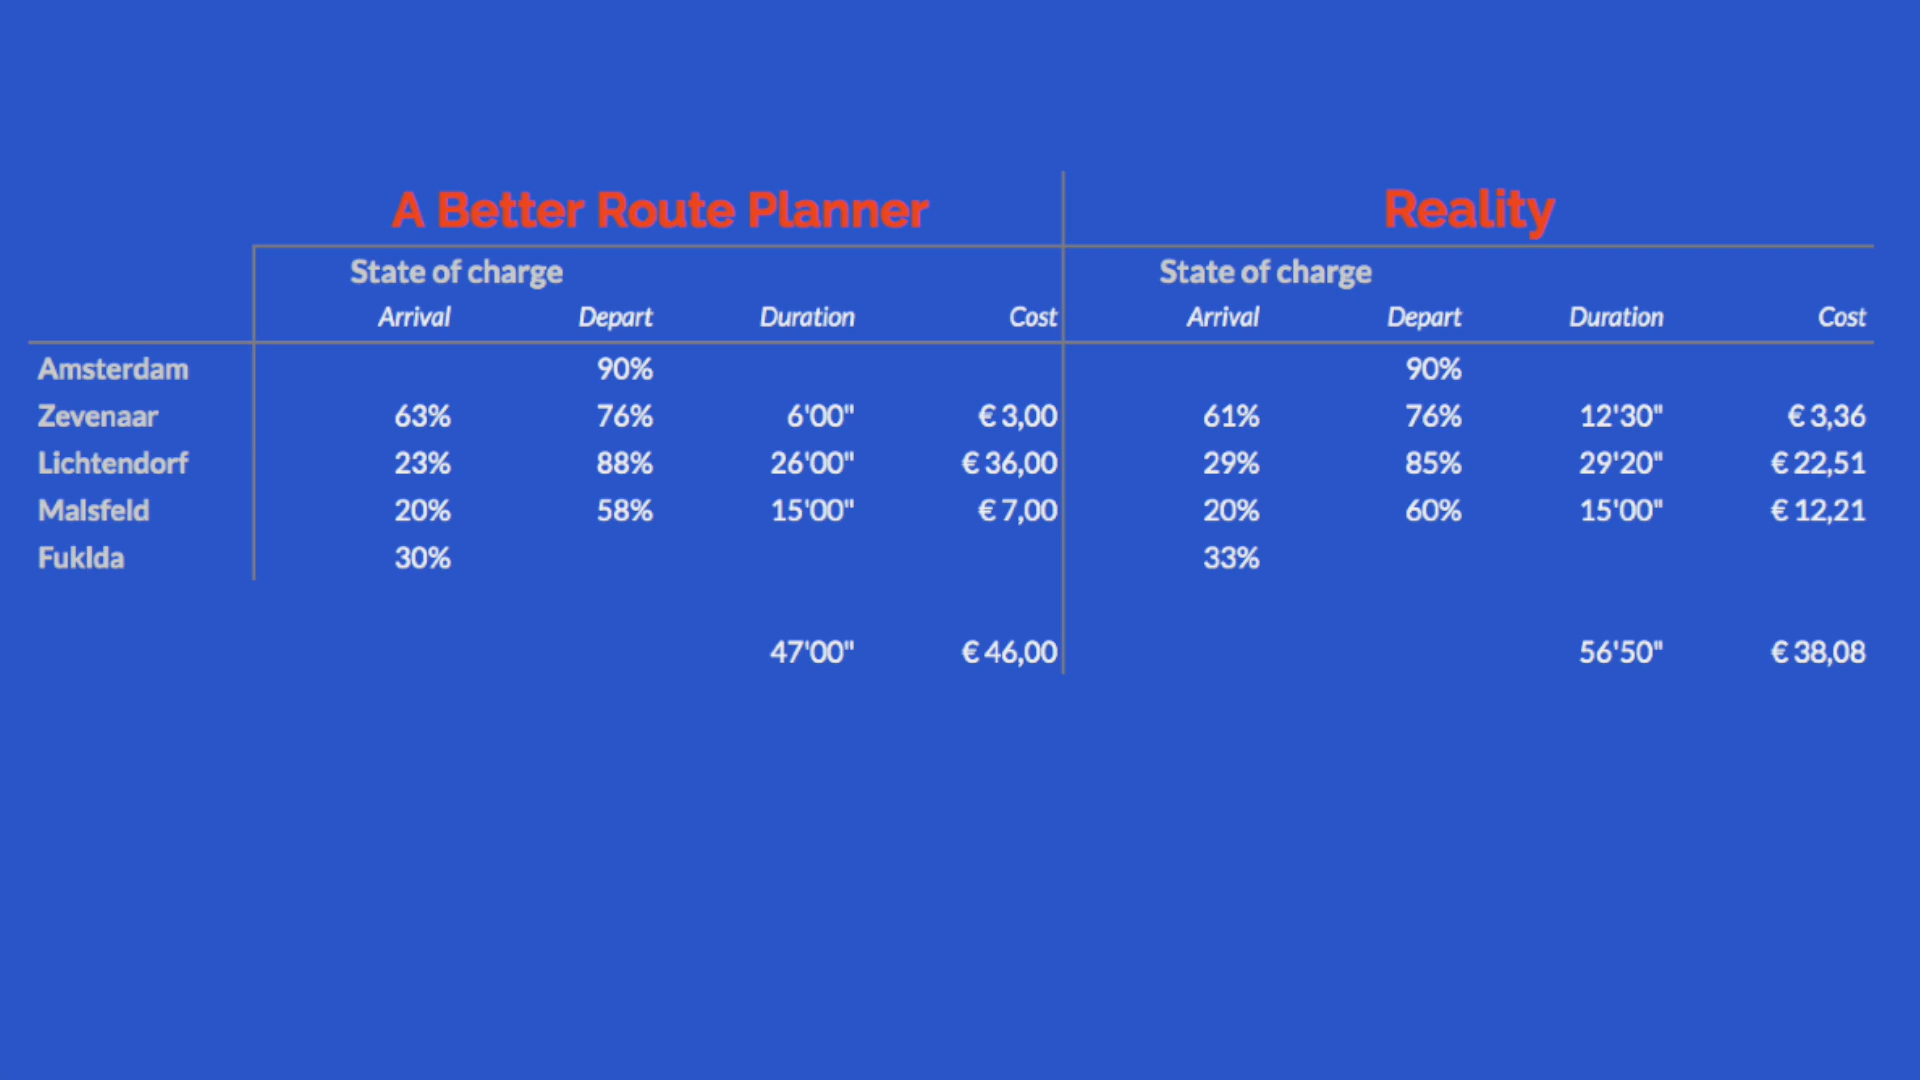 A Better Route Planner Reality
State of charge State of charge
Arrival Depart Duration Cost Arrival Depart Duration Cost
Amsterdam 90% 90%
Zevenaar 63% 76% 6'00" € 3,00 61% 76% 12'30" € 3,36
Lichtendorf 23% 88% 26'00" € 36,00 29% 85% 29'20" € 22,51
Malsfeld 20% 58% 15'00" € 7,00 20% 60% 15'00" € 12,21
Fuklda 30% 33%
47'00" € 46,00 56'50" € 38,08